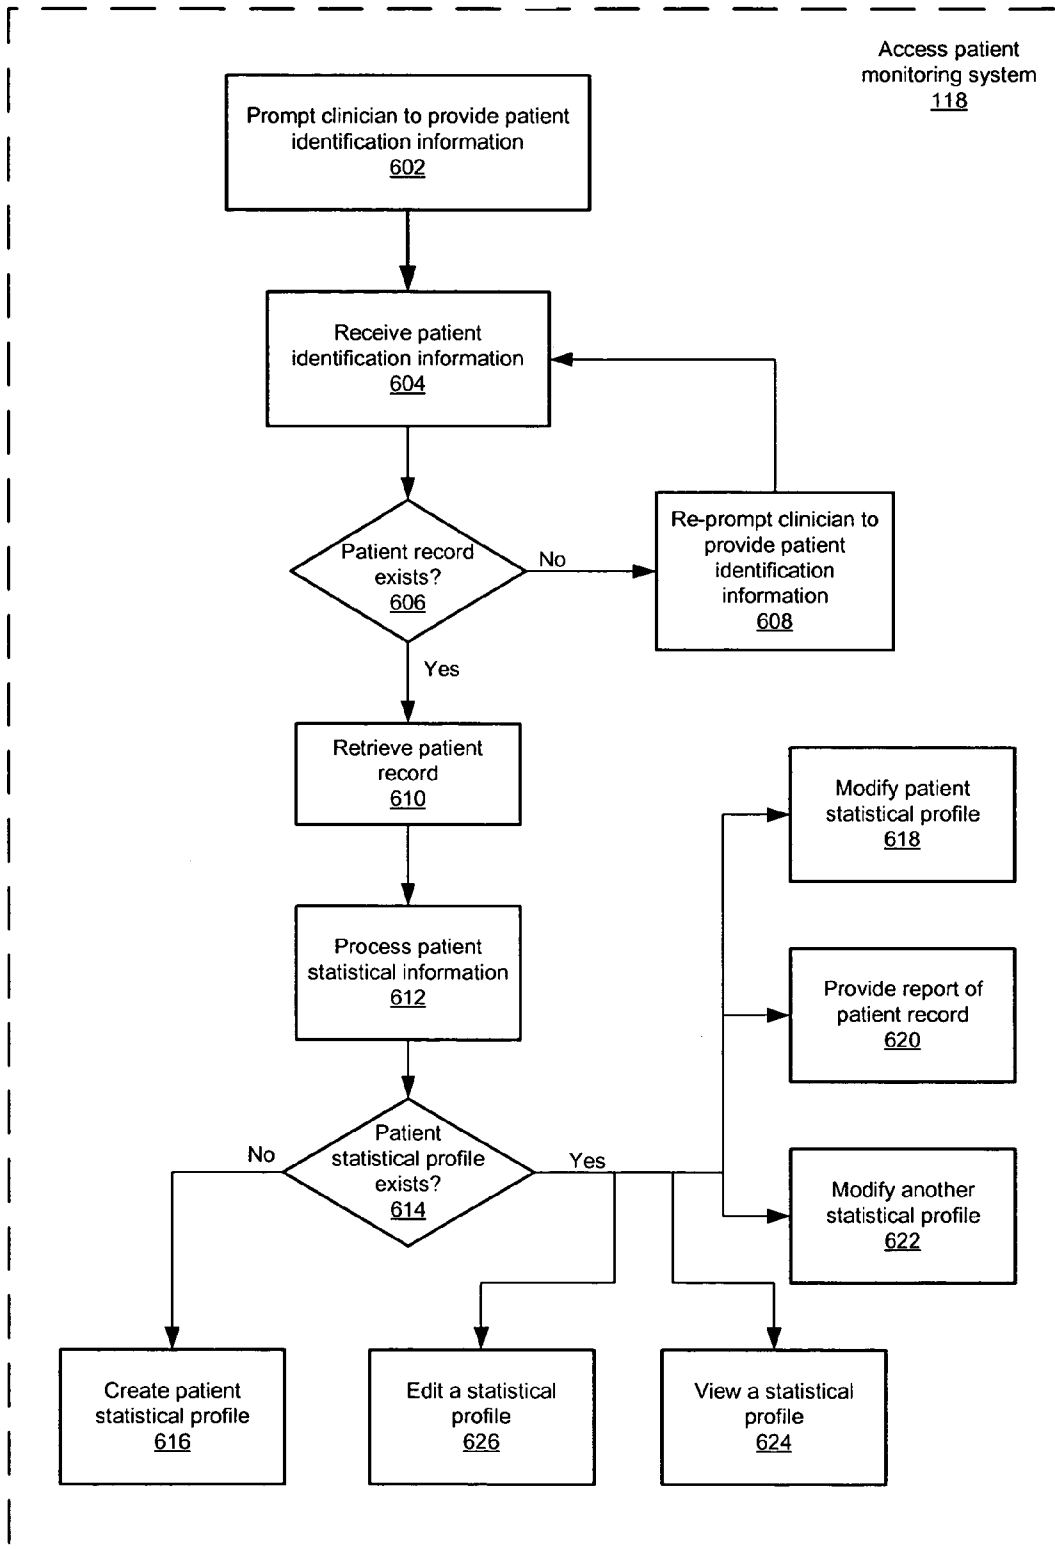 Access patient
monitoring system
118
Prompt clinician to provide patient
identification information
602
Receive patient
identification information
604
Patient record
exists?
606
No
Re-prompt clinician to
provide patient
identification
information
608
Yes
Retrieve patient
record
610
Modify patient
statistical profile
618
Process patient
statistical information
612
Provide report of
patient record
620
Patient
statistical profile
exists?
614
No
Yes
Modify another
statistical profile
622
Create patient
statistical profile
616
Edit a statistical
profile
626
View a statistical
profile
624